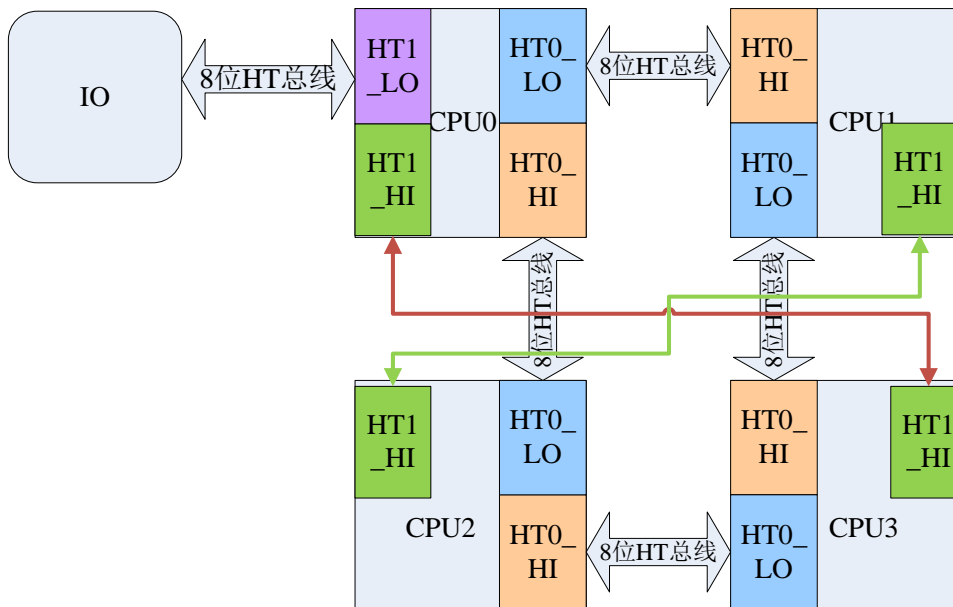 IO
8位HT总线
HT1
_LO
CPU0
HT0_
LO
8位HT总线
HT0_
HI
CPU1
HT1
_HI
HT0_
HI
HT0_
LO
HT1
_HI
8位HT总线
8位HT总线
HT1
_HI
HT0_
LO
HT0_
HI
HT1
_HI
CPU2
HT0_
HI
8位HT总线
HT0_
LO
CPU3